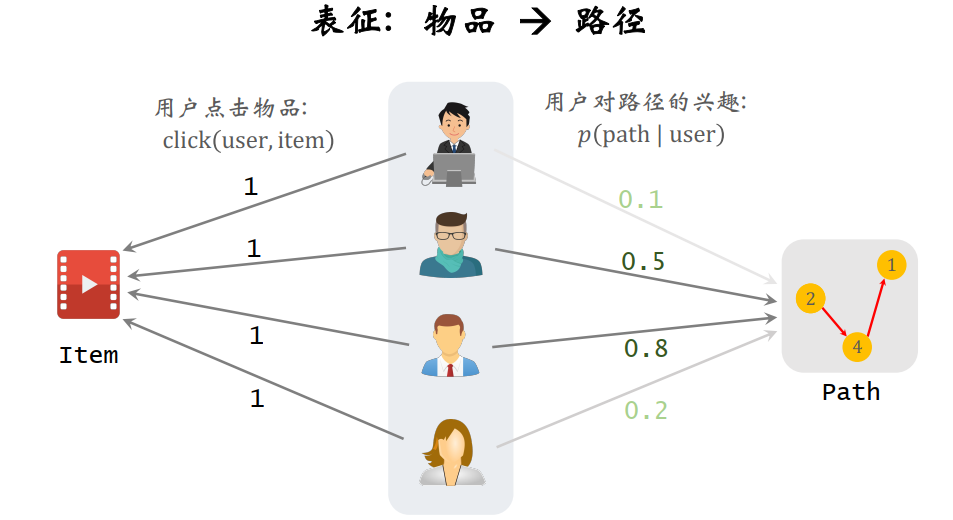 表征: 物品 → 路径
用户点击物品:
click(user, item)
用户对路径的兴趣:
p(path | user)
1
1
1
1
0.1
0.5
0.8
0.2
Item
2
4
1
Path